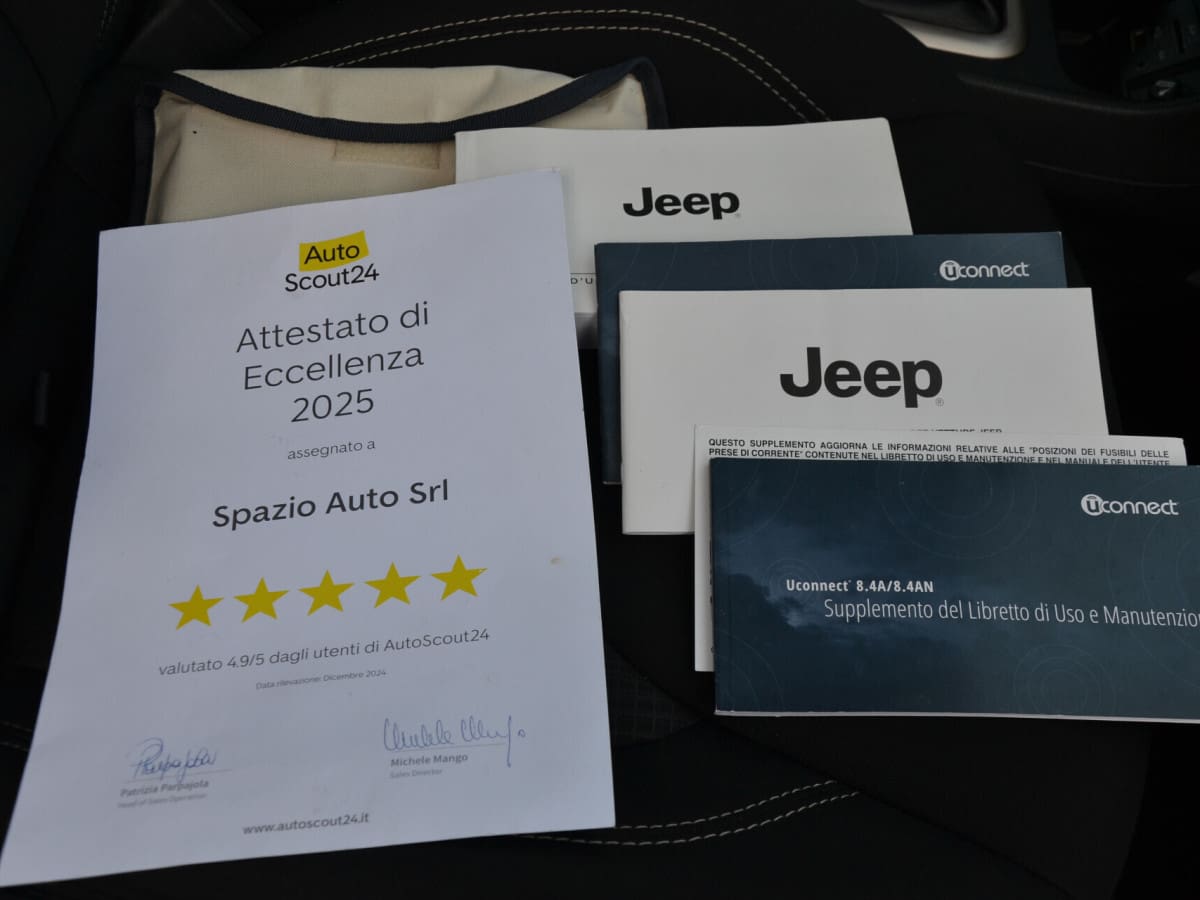 Auto
Scout24
Attestato di
Eccellenza
2025
assegnato a
Spazio Auto Srl
valutato 4.9/5 dagli utenti di AutoScout24
Data rilevazione: Dicembre 2024
Patrizia Parpajola
Head of Sales Operation
Michele Mango
Sales Director
www.autoscout24.it
Jeep
D'U
uconnect
Jeep
VETTURE JEEP
QUESTO SUPPLEMENTO AGGIORNA LE INFORMAZIONI RELATIVE ALLE "POSIZIONI DEI FUSIBILI DELLE
PRESE DI CORRENTE" CONTENUTE NEL LIBRETTO DI USO E MANUTENZIONE E NEL MANUALE DELL'UTENTE
uconnect
Uconnect® 8.4A/8.4AN
Supplemento del Libretto di Uso e Manutenzio